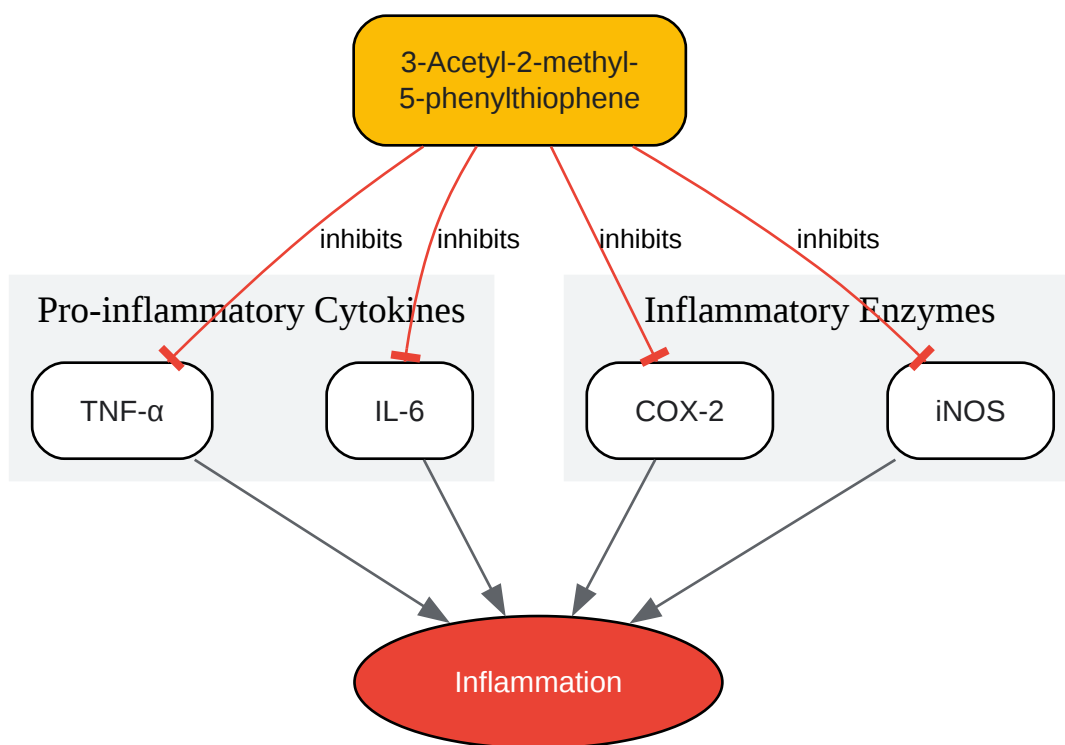 3-Acetyl-2-methyl-
5-phenylthiophene
inhibits
inhibits
inhibits
inhibits
Pro-inflammatory Cytokines
Inflammatory Enzymes
TNF-α
IL-6
COX-2
iNOS
Inflammation